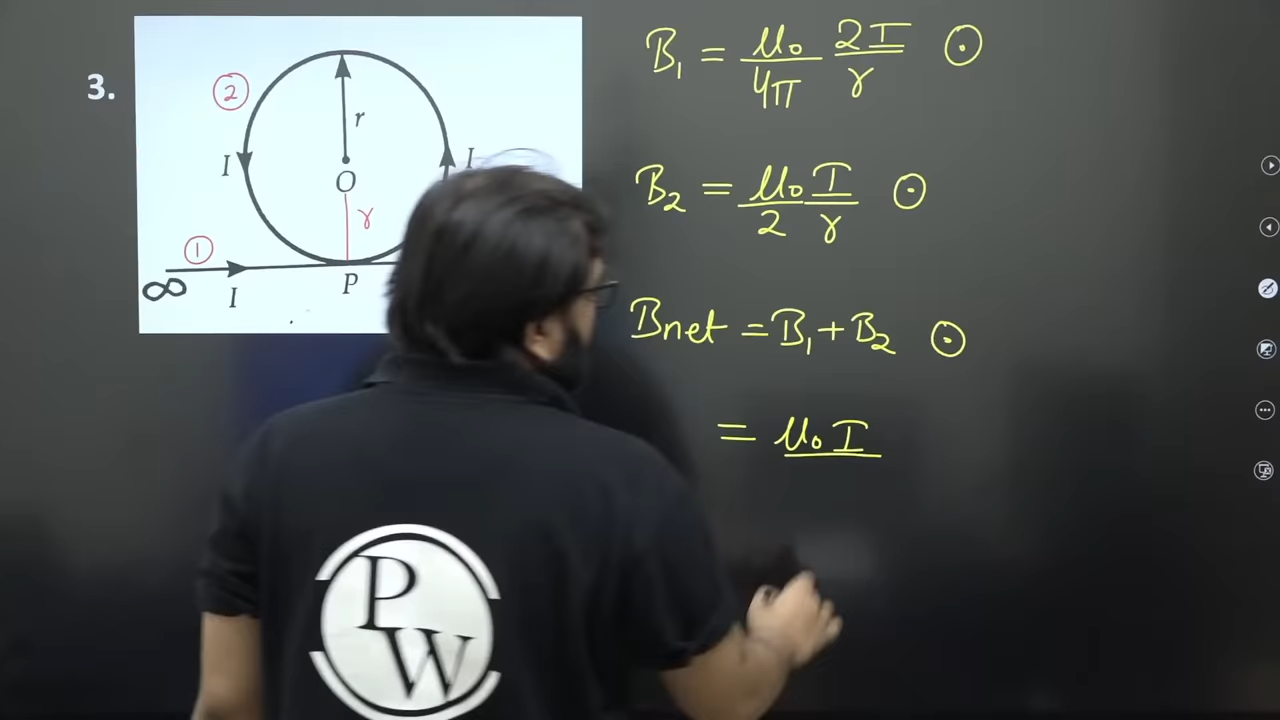 3.
②
I
r
O
I
r
①
∞
I
P
B₁ = μ₀/4π 2I/r ⊙
B₂ = μ₀/2 I/r ⊙
Bnet = B₁ + B₂ ⊙
= μ₀ I
PW